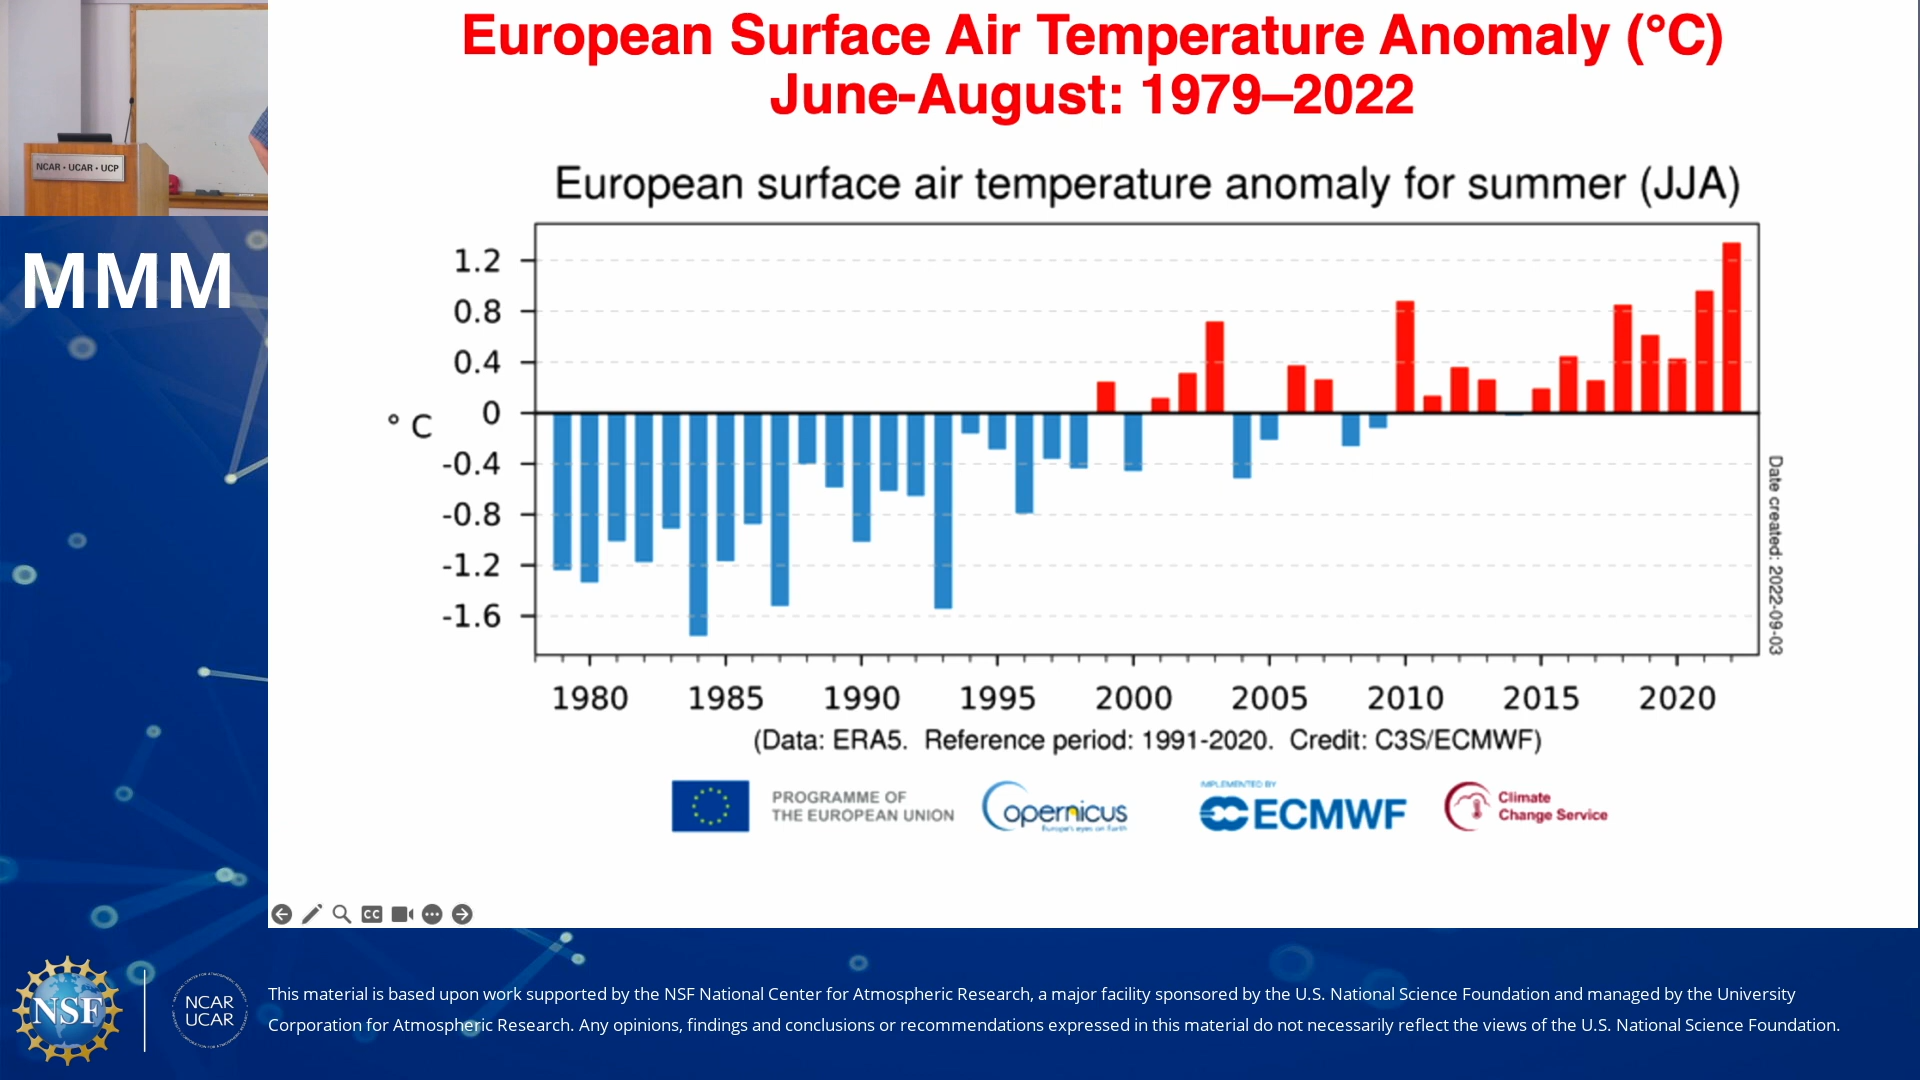 European Surface Air Temperature Anomaly (°C)
June-August: 1979–2022
NCAR • UCAR • UCP
MMM
European surface air temperature anomaly for summer (JJA)
1.2
0.8
0.4
0
° C
-0.4
-0.8
-1.2
-1.6
Date created: 2022-09-03
1980 1985 1990 1995 2000 2005 2010 2015 2020
(Data: ERA5. Reference period: 1991-2020. Credit: C3S/ECMWF)
PROGRAMME OF
THE EUROPEAN UNION
opernicus
Europe's eyes on Earth
IMPLEMENTED BY
ECMWF
Climate
Change Service
CC
NSF
NCAR
UCAR
This material is based upon work supported by the NSF National Center for Atmospheric Research, a major facility sponsored by the U.S. National Science Foundation and managed by the University
Corporation for Atmospheric Research. Any opinions, findings and conclusions or recommendations expressed in this material do not necessarily reflect the views of the U.S. National Science Foundation.